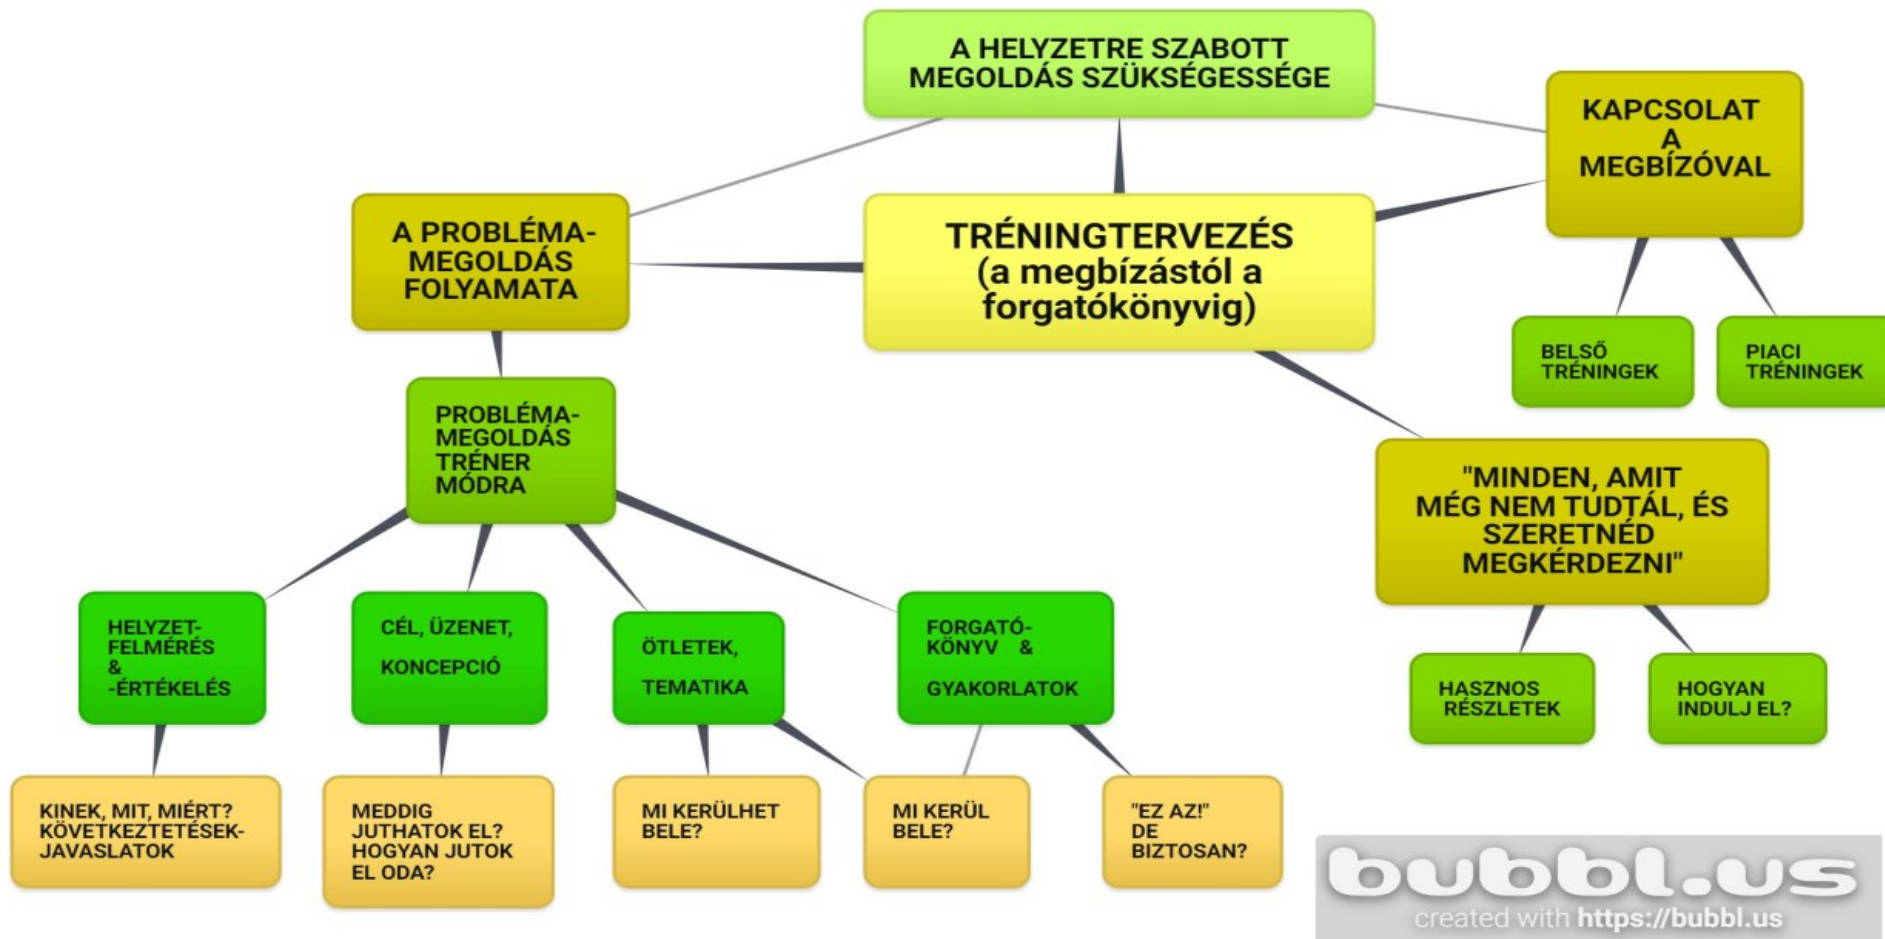 A HELYZETRE SZABOTT
MEGOLDÁS SZÜKSÉGESSÉGE
KAPCSOLAT
A
MEGBÍZÓVAL
A PROBLÉMA-
MEGOLDÁS
FOLYAMATA
TRÉNINGTERVEZÉS
(a megbízástól a
forgatókönyvig)
BELSŐ
TRÉNINGEK
PIACI
TRÉNINGEK
PROBLÉMA-
MEGOLDÁS
TRÉNER
MÓDRA
"MINDEN, AMIT
MÉG NEM TUDTÁL, ÉS
SZERETNÉD
MEGKÉRDEZNI"
HELYZET-
FELMÉRÉS
&
-ÉRTÉKELÉS
CÉL, ÜZENET,
KONCEPCIÓ
ÖTLETEK,
TEMATIKA
FORGATÓ-
KÖNYV &
GYAKORLATOK
HASZNOS
RÉSZLETEK
HOGYAN
INDULJ EL?
KINEK, MIT, MIÉRT?
KÖVETKEZTETÉSEK-
JAVASLATOK
MEDDIG
JUTHATOK EL?
HOGYAN JUTOK
EL ODA?
MI KERÜLHET
BELE?
MI KERÜL
BELE?
"EZ AZ!"
DE
BIZTOSAN?
bubbl.us
created with https://bubbl.us